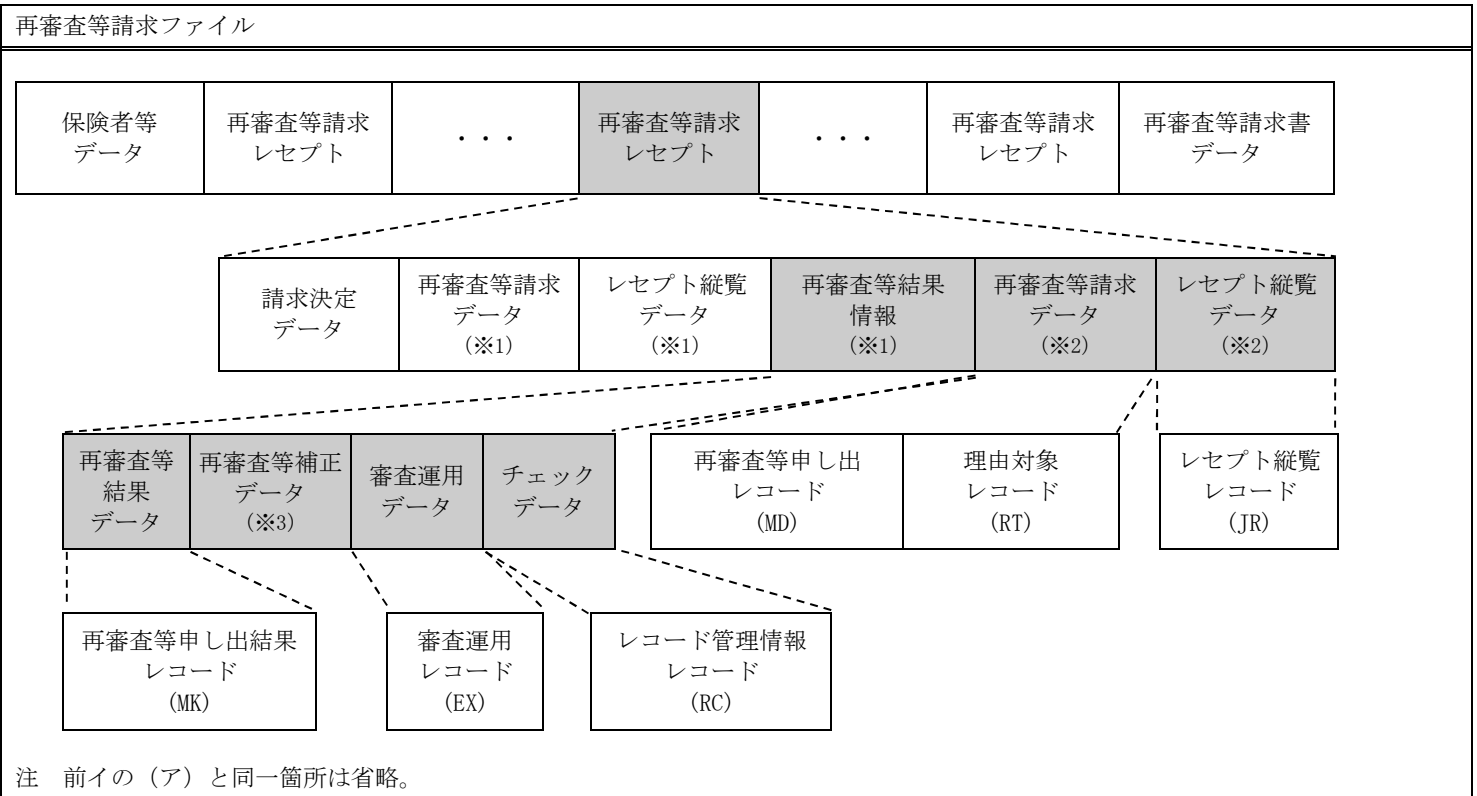 再審査等請求ファイル
保険者等
データ
再審査等請求
レセプト
・・・
再審査等請求
レセプト
・・・
再審査等請求
レセプト
再審査等請求書
データ
請求決定
データ
再審査等請求
データ
(※1)
レセプト縦覧
データ
(※1)
再審査等結果
情報
(※1)
再審査等請求
データ
(※2)
レセプト縦覧
データ
(※2)
再審査等
結果
データ
再審査等補正
データ
(※3)
審査運用
データ
チェック
データ
再審査等申し出
レコード
(MD)
理由対象
レコード
(RT)
レセプト縦覧
レコード
(JR)
再審査等申し出結果
レコード
(MK)
審査運用
レコード
(EX)
レコード管理情報
レコード
(RC)
注　前イの（ア）と同一箇所は省略。